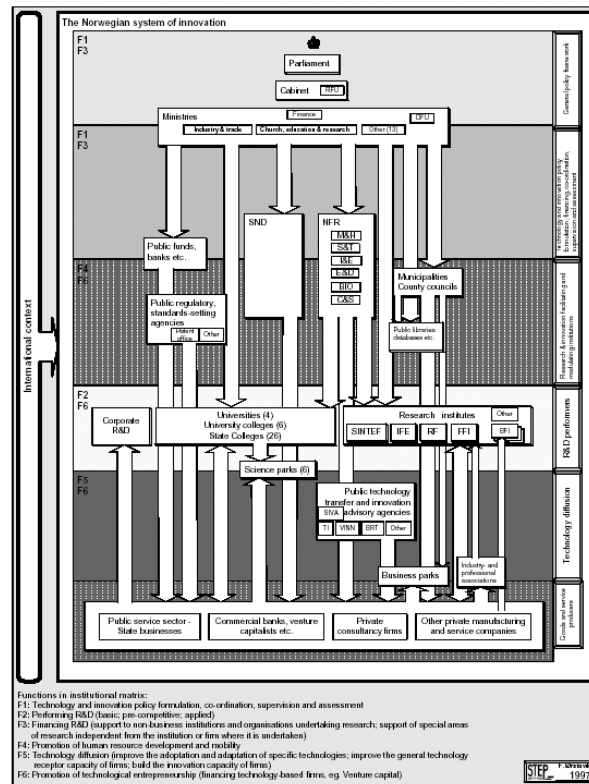 The Norwegian system of innovation
F1
F3
Parliament
Cabinet
RFU
Ministries
Finance
Industry & trade
Church, education & research
Other (13)
F1
F3
SND
NFR
M&H
S&T
I&E
E&D
BIO
C&S
Public funds,
banks etc.
F4
F6
Public regulatory,
standards-setting
agencies
Patent
office
Other
Municipalities
County councils
Public libraries
databases etc.
F2
F6
Corporate
R&D
Universities (4)
University colleges (6)
State Colleges (26)
Research institutes
Other
SINTEF
IFE
RF
FFI
Science parks (6)
F5
F6
Public technology
transfer and innovation
advisory agencies
SIVA
TI
VINN
BRT
Other
Business parks
Industry- and
professional
associations
Public service sector -
State businesses
Commercial banks, venture
capitalists etc.
Private
consultancy firms
Other private manufacturing
and service companies
International context
General policy framework
Technology and innovation policy
formulation, financing, co-ordination,
supervision and assessment
Research & innovation facilitating and
modulating institutions
R&D performers
Technology diffusion
Goods and service
producers
Functions in institutional matrix:
F1: Technology and innovation policy formulation, co-ordination, supervision and assessment
F2: Performing R&D (basic; pre-competitive; applied)
F3: Financing R&D (support to non-business institutions and organisations undertaking research; support of special areas
of research independent from the institution or firm where it is undertaken)
F4: Promotion of human resource development and mobility
F5: Technology diffusion (improve the adoption and adaptation of specific technologies; improve the general technology
receptor capacity of firms; build the innovation capacity of firms)
F6: Promotion of technological entrepreneurship (financing technology-based firms, eg. Venture capital)
STEP
1997